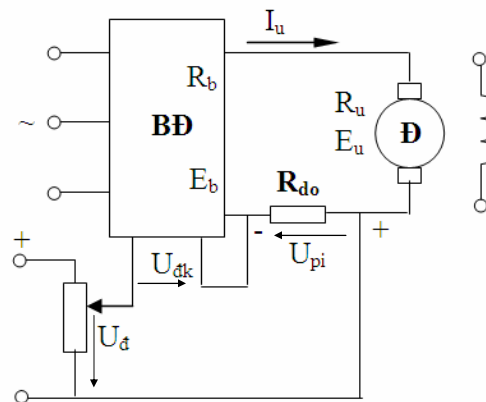 I_u
R_b
~
BĐ
R_u
E_u
Đ
E_b
R_do
- +
U_pi
+
U_đk
U_đ